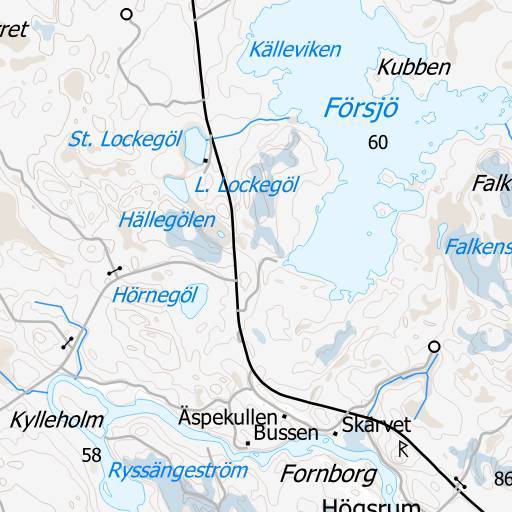 rret
Källeviken
Kubben
Försjö
60
St. Lockegöl
L. Lockegöl
Falk
Hällegölen
Falkens
Hörnegöl
Kylleholm
Äspekullen
Skärvet
Bussen
58
Ryssängeström
Fornborg
86
Högsrum